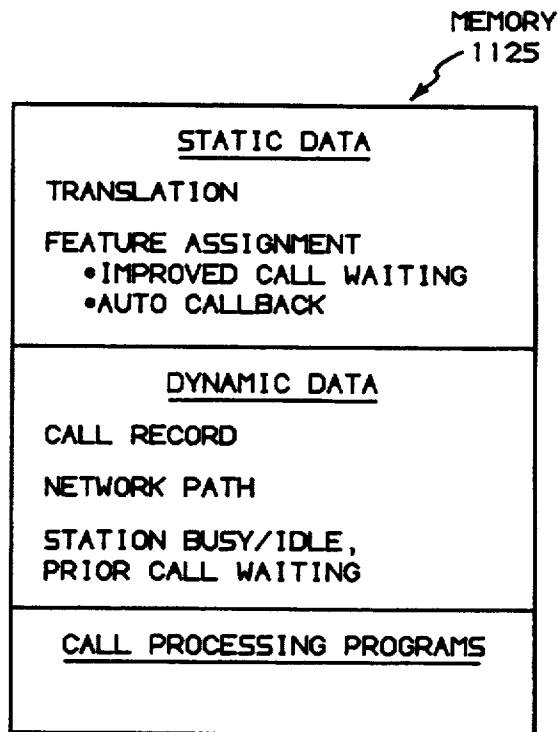 MEMORY
1125
STATIC DATA
TRANSLATION
FEATURE ASSIGNMENT
•IMPROVED CALL WAITING
•AUTO CALLBACK
DYNAMIC DATA
CALL RECORD
NETWORK PATH
STATION BUSY/IDLE,
PRIOR CALL WAITING
CALL PROCESSING PROGRAMS